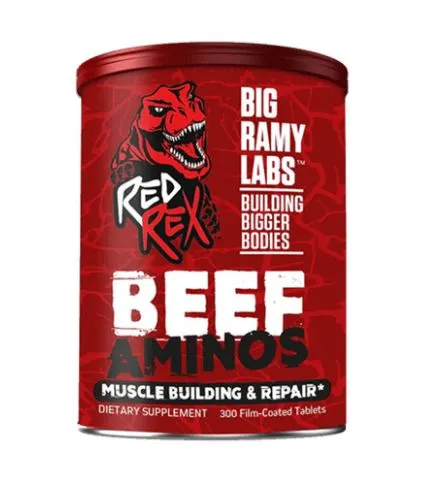 RED
REX
BIG
RAMY
LABS™
BUILDING
BIGGER
BODIES
BEEF
AMINOS
MUSCLE BUILDING & REPAIR*
DIETARY SUPPLEMENT 300 Film-Coated Tablets